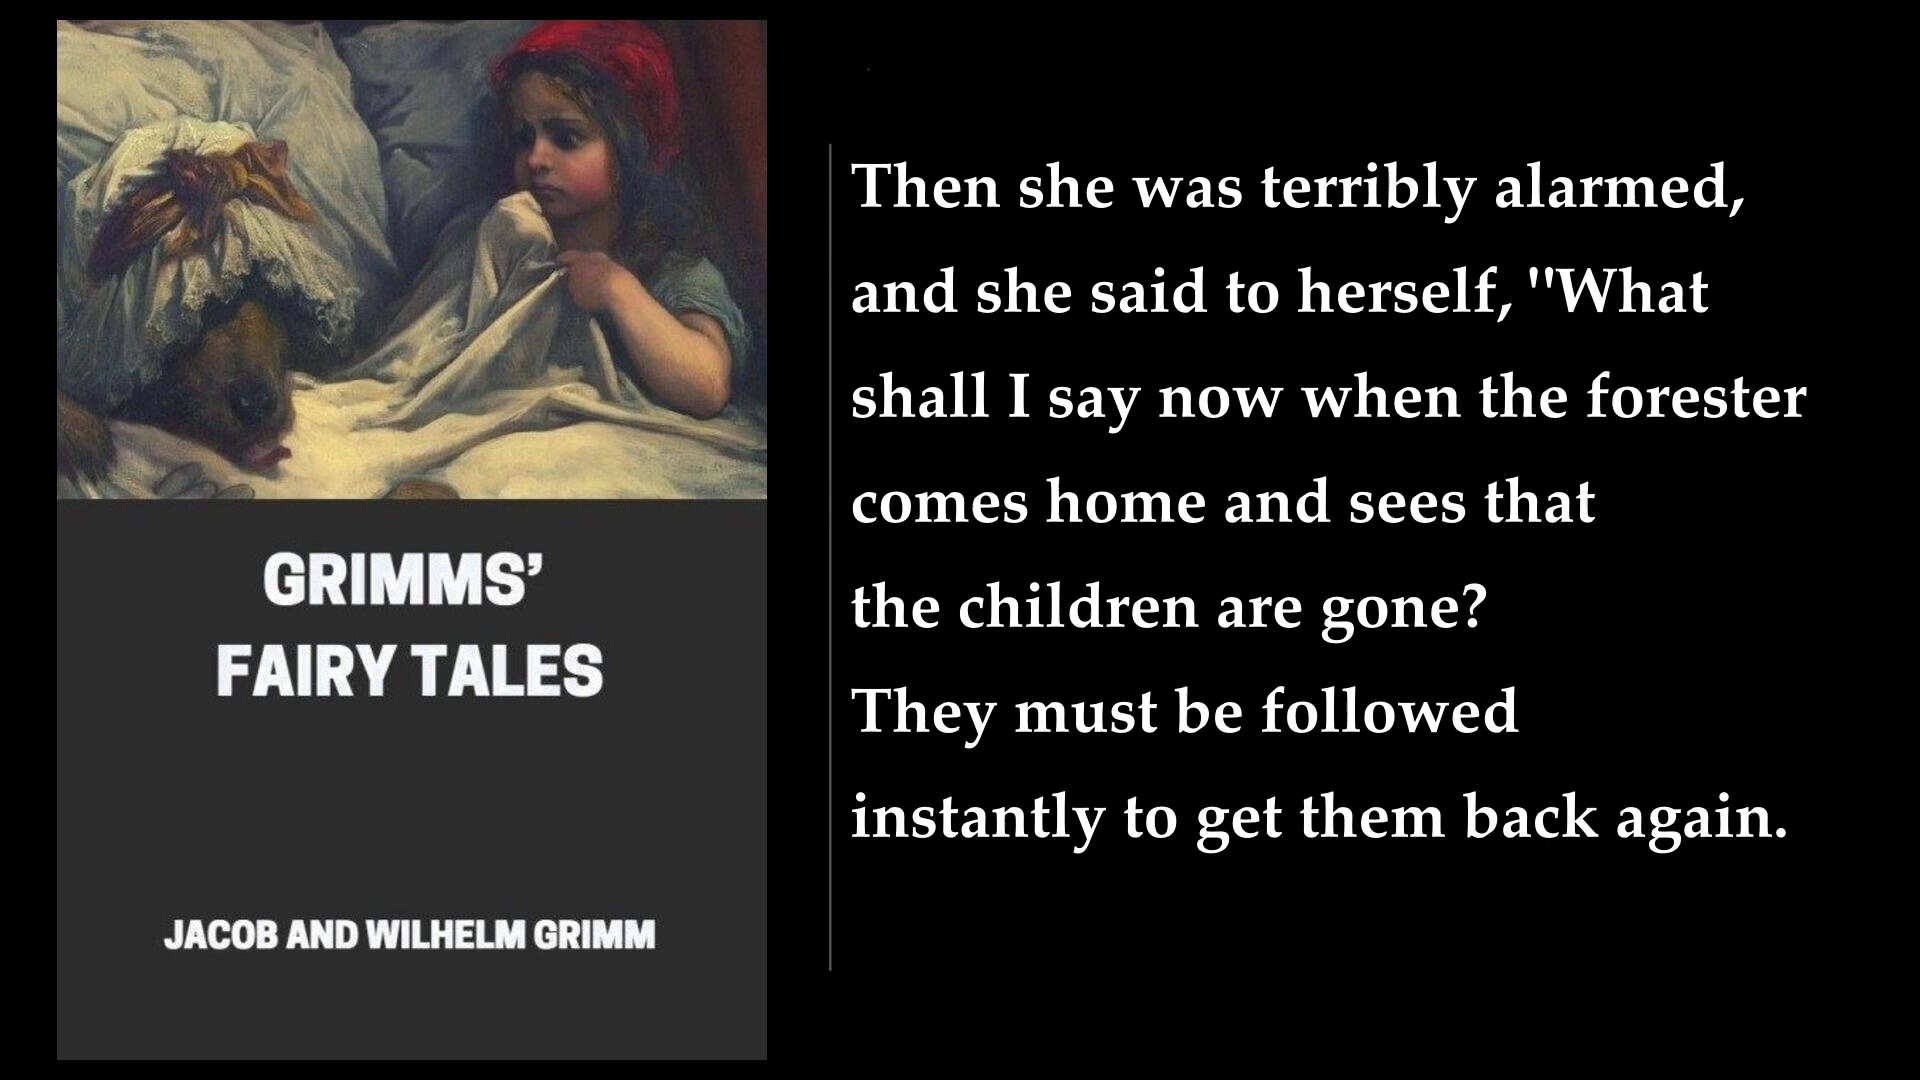 GRIMMS’
FAIRY TALES
JACOB AND WILHELM GRIMM
Then she was terribly alarmed,
and she said to herself, "What
shall I say now when the forester
comes home and sees that
the children are gone?
They must be followed
instantly to get them back again.